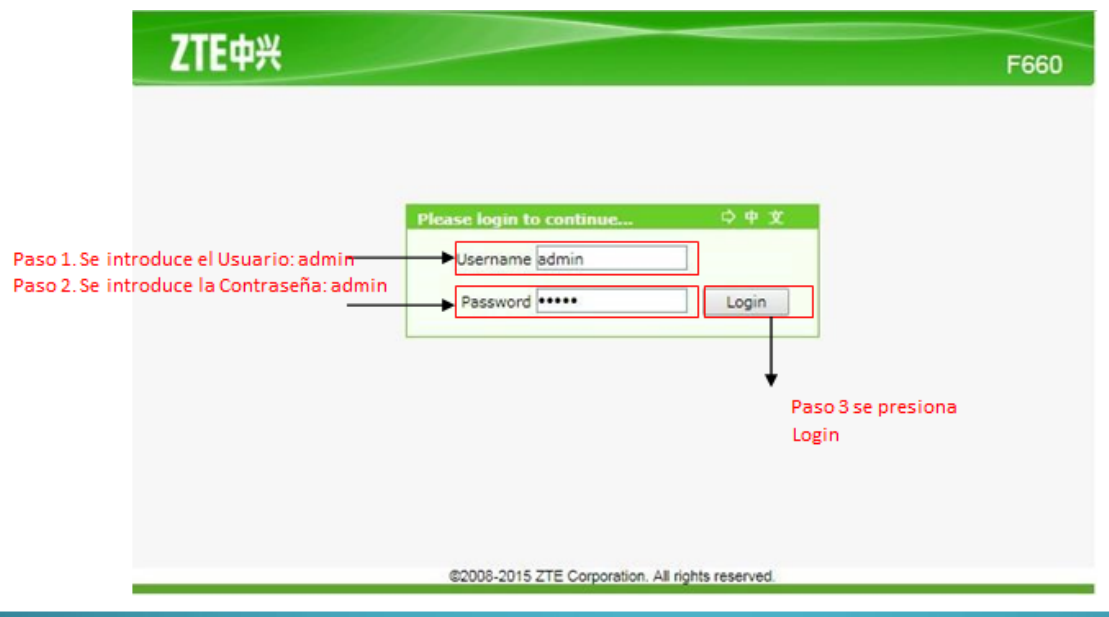 ZTE中兴
F660
Please login to continue... 中 文
Paso 1. Se introduce el Usuario: admin
Username admin
Paso 2. Se introduce la Contraseña: admin
Password •••••
Login
Paso 3 se presiona
Login
©2008-2015 ZTE Corporation. All rights reserved.